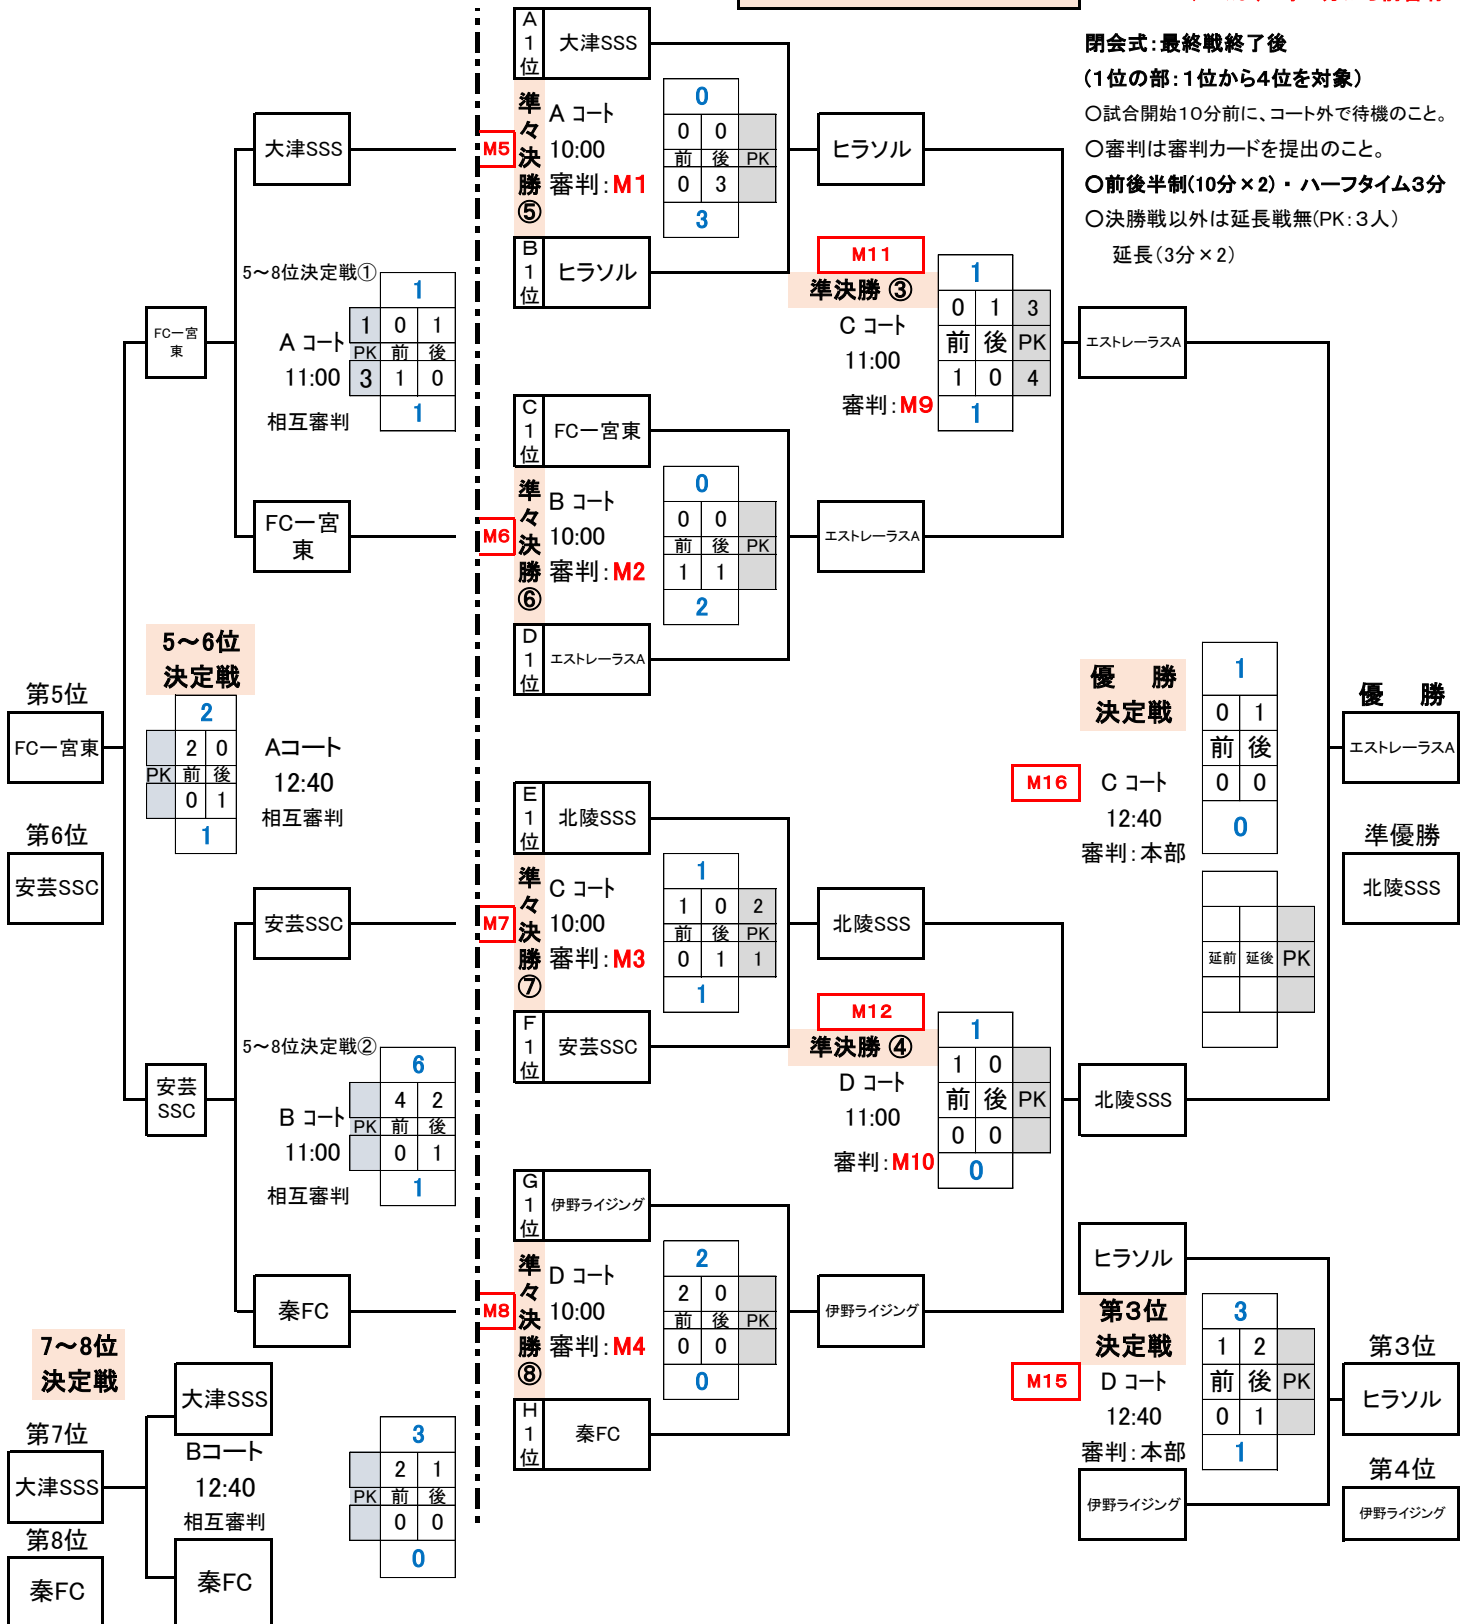 閉会式：最終戦終了後
(1位の部：1位から4位を対象)
○試合開始10分前に、コート外で待機のこと。
○審判は審判カードを提出のこと。
○前後半制(10分×2)・ハーフタイム3分
○決勝戦以外は延長戦無(PK：3人)
延長(3分×2)
A1位 大津SSS
準々決勝⑤
M5
A コート
10:00
審判：M1
0
0 0
前 後 PK
0 3
3
B1位 ヒラソル
C1位 FC一宮東
準々決勝⑥
M6
B コート
10:00
審判：M2
0
0 0
前 後 PK
1 1
2
D1位 エストレーラスA
E1位 北陵SSS
準々決勝⑦
M7
C コート
10:00
審判：M3
1
1 0 2
前 後 PK
0 1 1
1
F1位 安芸SSC
G1位 伊野ライジング
準々決勝⑧
M8
D コート
10:00
審判：M4
2
2 0
前 後 PK
0 0
0
H1位 秦FC
ヒラソル
M11
準決勝 ③
C コート
11:00
審判：M9
1
0 1 3
前 後 PK
1 0 4
1
エストレーラスA
北陵SSS
M12
準決勝 ④
D コート
11:00
審判：M10
1
1 0
前 後 PK
0 0
0
伊野ライジング
エストレーラスA
優 勝
決定戦
M16
C コート
12:40
審判：本部
1
0 1
前 後
0 0
0
延前 延後 PK
北陵SSS
優 勝
エストレーラスA
準優勝
北陵SSS
ヒラソル
第3位
決定戦
M15
D コート
12:40
審判：本部
3
1 2
前 後 PK
0 1
1
伊野ライジング
第3位
ヒラソル
第4位
伊野ライジング
大津SSS
5～8位決定戦①
A コート
11:00
相互審判
1
1 0 1
PK 前 後
3 1 0
1
FC一宮
東
FC一宮
東
安芸SSC
5～8位決定戦②
B コート
11:00
相互審判
6
4 2
PK 前 後
0 1
1
秦FC
安芸
SSC
5～6位
決定戦
2
2 0
PK 前 後
0 1
1
Aコート
12:40
相互審判
第5位
FC一宮東
第6位
安芸SSC
7～8位
決定戦
大津SSS
Bコート
12:40
相互審判
3
2 1
PK 前 後
0 0
0
秦FC
第7位
大津SSS
第8位
秦FC